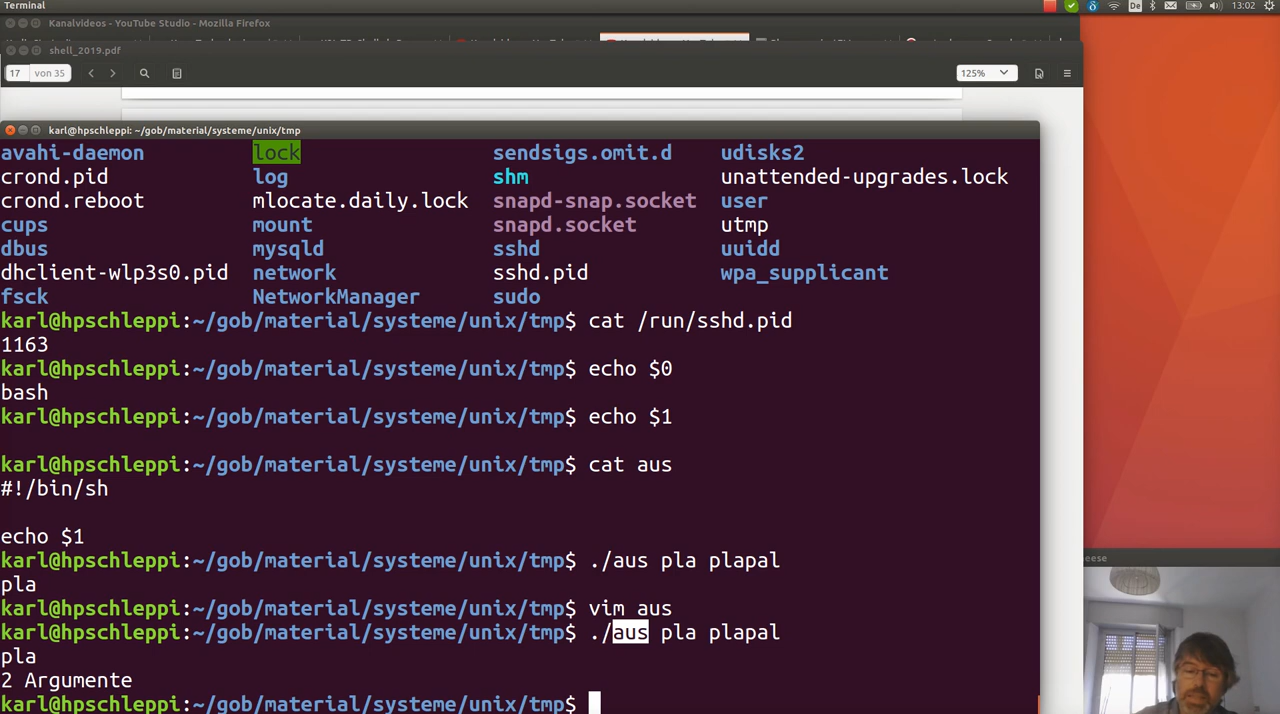 Terminal
De
13:02
Kanalvideos - YouTube Studio - Mozilla Firefox
shell_2019.pdf
17 von 35
125%
karl@hpschleppi: ~/gob/material/systeme/unix/tmp
avahi-daemon lock sendsigs.omit.d udisks2
crond.pid log shm unattended-upgrades.lock
crond.reboot mlocate.daily.lock snapd-snap.socket user
cups mount snapd.socket utmp
dbus mysqld sshd uuidd
dhclient-wlp3s0.pid network sshd.pid wpa_supplicant
fsck NetworkManager sudo
karl@hpschleppi:~/gob/material/systeme/unix/tmp$ cat /run/sshd.pid
1163
karl@hpschleppi:~/gob/material/systeme/unix/tmp$ echo $0
bash
karl@hpschleppi:~/gob/material/systeme/unix/tmp$ echo $1
karl@hpschleppi:~/gob/material/systeme/unix/tmp$ cat aus
#!/bin/sh
echo $1
karl@hpschleppi:~/gob/material/systeme/unix/tmp$ ./aus pla plapal
pla
karl@hpschleppi:~/gob/material/systeme/unix/tmp$ vim aus
karl@hpschleppi:~/gob/material/systeme/unix/tmp$ ./aus pla plapal
pla
2 Argumente
karl@hpschleppi:~/gob/material/systeme/unix/tmp$
eese